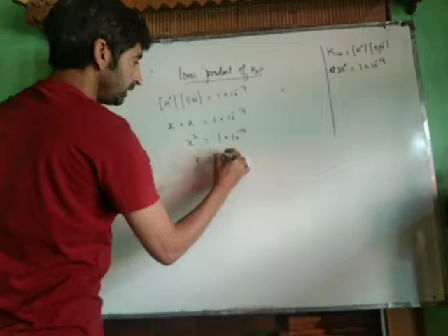 Ionic product of H₂O
[H⁺] [OH⁻] = 1 × 10⁻¹⁴
x × x = 1 × 10⁻¹⁴
x² = 1 × 10⁻¹⁴
x
Kw = [H⁺] [OH⁻]
= 1 × 10⁻¹⁴